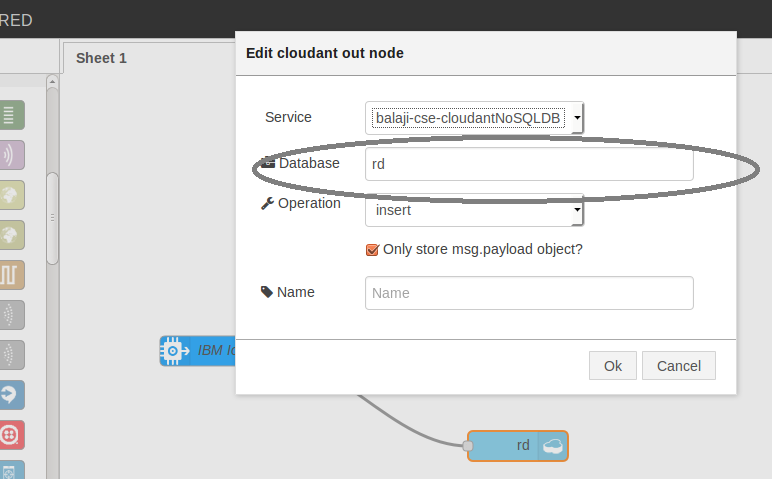 RED
Sheet 1
Edit cloudant out node
Service
balaji-cse-cloudantNoSQLDB
Database
rd
Operation
insert
Only store msg.payload object?
Name
Name
Ok
Cancel
IBM Io
rd